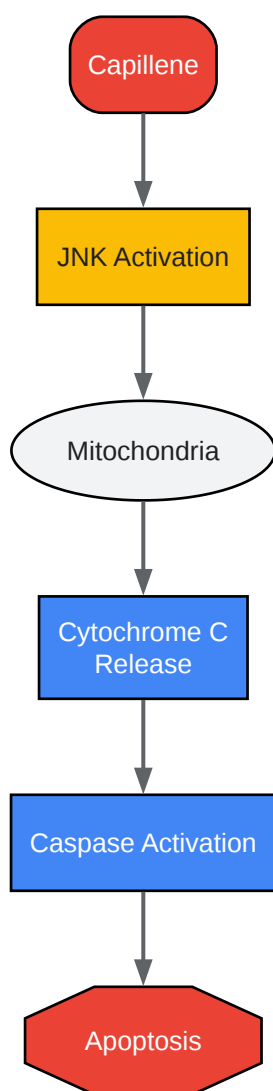 Capillene
JNK Activation
Mitochondria
Cytochrome C
Release
Caspase Activation
Apoptosis